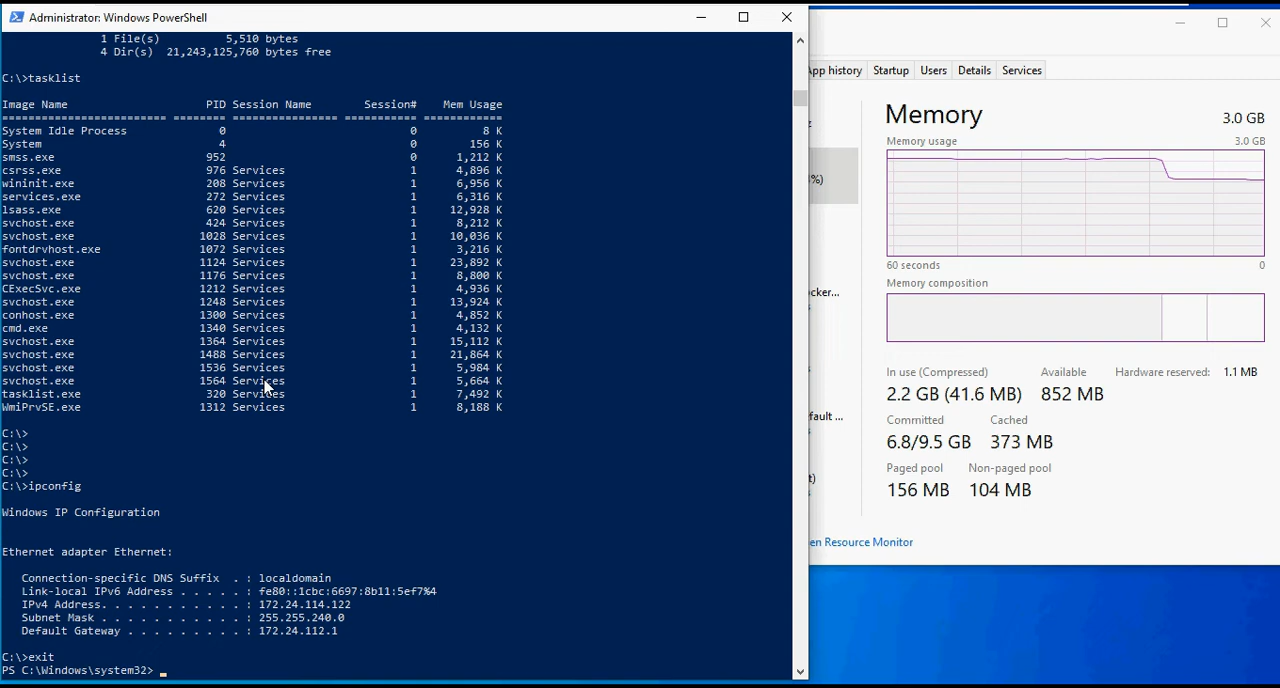 Administrator: Windows PowerShell
1 File(s) 5,510 bytes
4 Dir(s) 21,243,125,760 bytes free
C:\>tasklist
Image Name PID Session Name Session# Mem Usage
========================= ======== ================ =========== ============
System Idle Process 0 0 8 K
System 4 0 156 K
smss.exe 952 0 1,212 K
csrss.exe 976 Services 1 4,896 K
wininit.exe 208 Services 1 6,956 K
services.exe 272 Services 1 6,316 K
lsass.exe 620 Services 1 12,928 K
svchost.exe 424 Services 1 8,212 K
svchost.exe 1028 Services 1 10,036 K
fontdrvhost.exe 1072 Services 1 3,216 K
svchost.exe 1124 Services 1 23,892 K
svchost.exe 1176 Services 1 8,800 K
CExecSvc.exe 1212 Services 1 4,936 K
svchost.exe 1248 Services 1 13,924 K
conhost.exe 1300 Services 1 4,852 K
cmd.exe 1340 Services 1 4,132 K
svchost.exe 1364 Services 1 15,112 K
svchost.exe 1488 Services 1 21,864 K
svchost.exe 1536 Services 1 5,984 K
svchost.exe 1564 Services 1 5,664 K
tasklist.exe 320 Services 1 7,492 K
WmiPrvSE.exe 1312 Services 1 8,188 K
C:\>
C:\>
C:\>
C:\>
C:\>ipconfig
Windows IP Configuration
Ethernet adapter Ethernet:
Connection-specific DNS Suffix . : localdomain
Link-local IPv6 Address . . . . . : fe80::1cbc:6697:8b11:5ef7%4
IPv4 Address. . . . . . . . . . . : 172.24.114.122
Subnet Mask . . . . . . . . . . . : 255.255.240.0
Default Gateway . . . . . . . . . : 172.24.112.1
C:\>exit
PS C:\Windows\system32> _
App history Startup Users Details Services
%)
cker...
fault ...
t)
Memory 3.0 GB
Memory usage 3.0 GB
60 seconds 0
Memory composition
In use (Compressed) Available Hardware reserved: 1.1 MB
2.2 GB (41.6 MB) 852 MB
Committed Cached
6.8/9.5 GB 373 MB
Paged pool Non-paged pool
156 MB 104 MB
en Resource Monitor